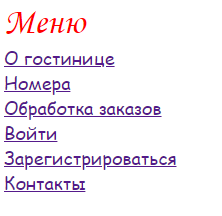 Меню
О гостинице
Номера
Обработка заказов
Войти
Зарегистрироваться
Контакты